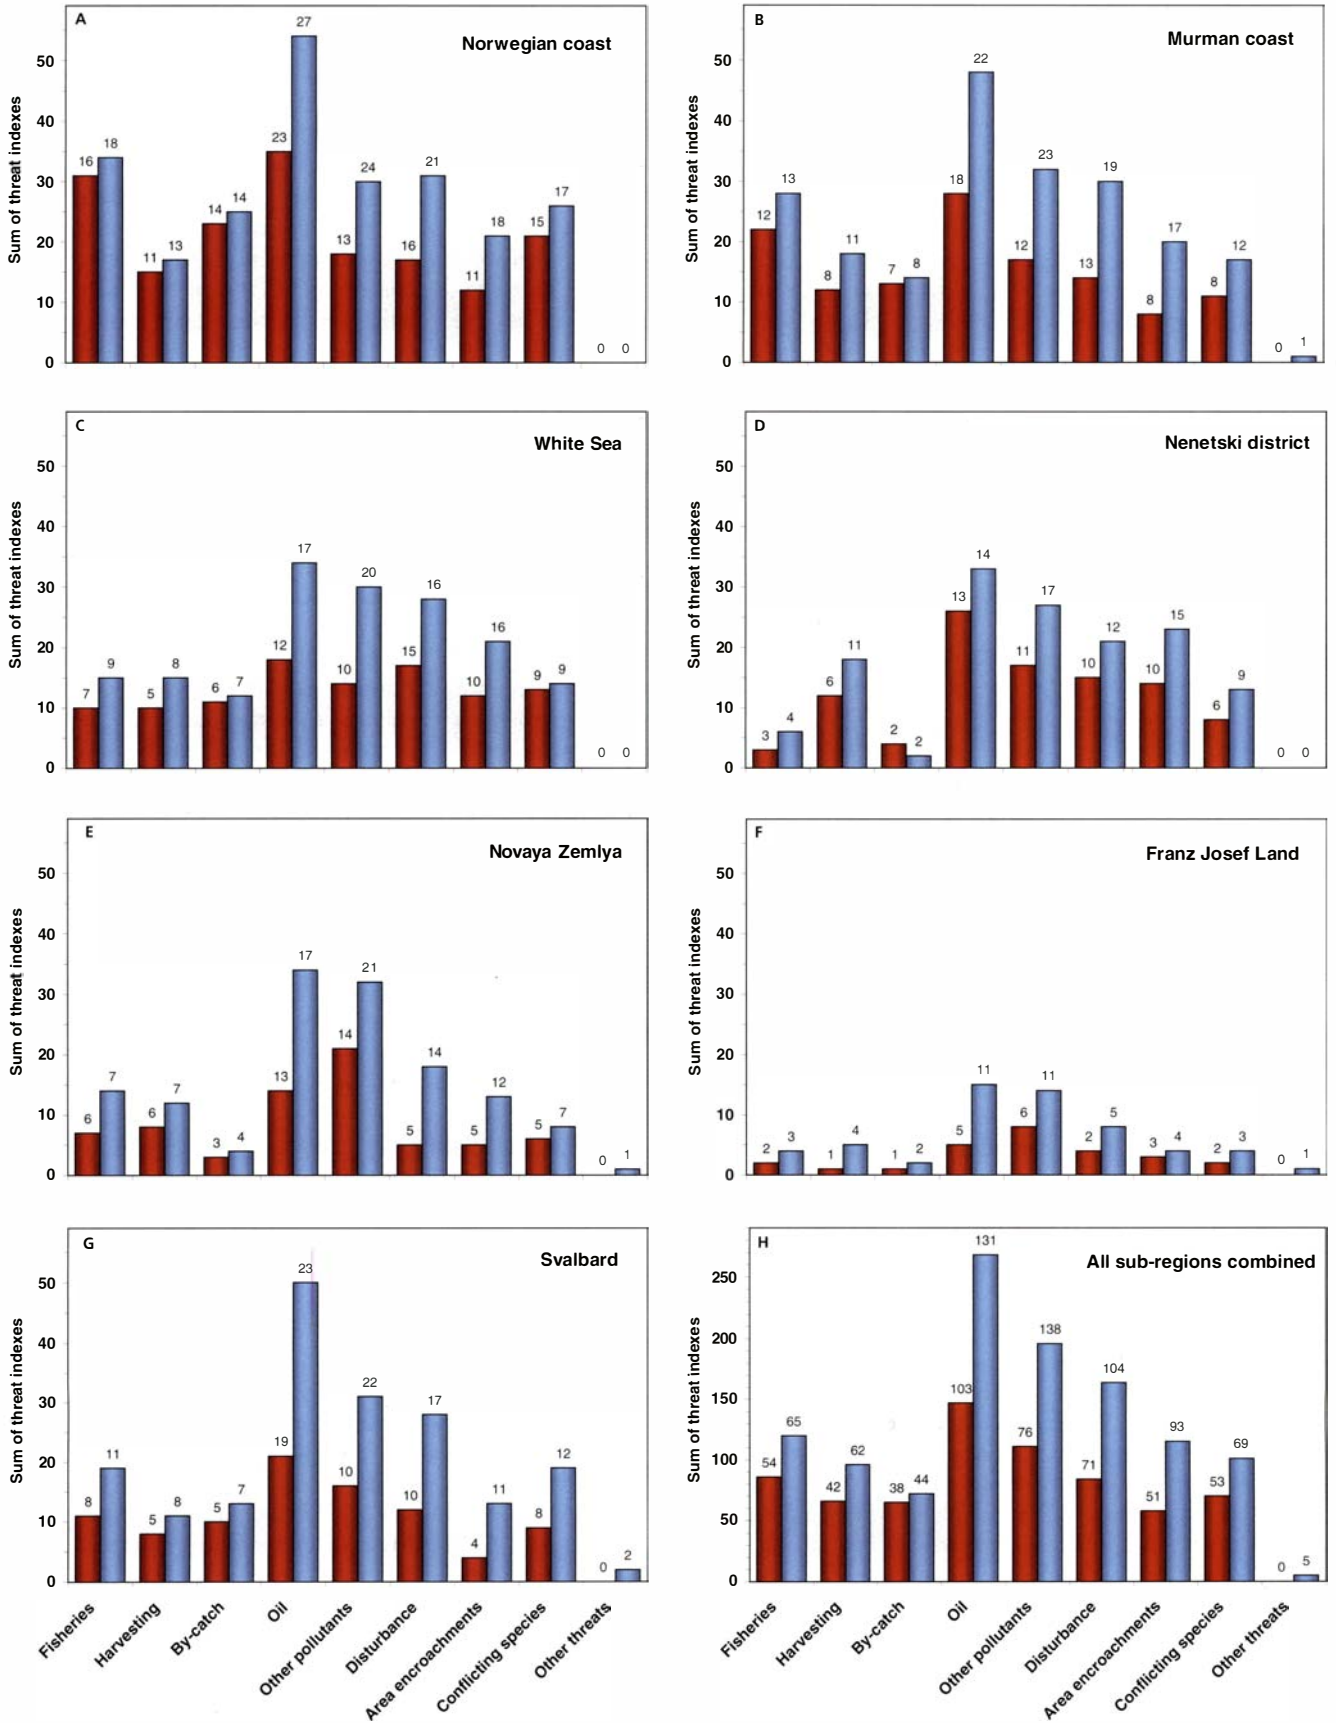 A
Norwegian coast
Sum of threat indexes
50
40
30
20
10
0
16 18 11 13 14 14 23 27 13 24 16 21 11 18 15 17 0 0
B
Murman coast
Sum of threat indexes
50
40
30
20
10
0
12 13 8 11 7 8 18 22 12 23 13 19 8 17 8 12 0 1
C
White Sea
Sum of threat indexes
50
40
30
20
10
0
7 9 5 8 6 7 12 17 10 20 15 16 10 16 9 9 0 0
D
Nenetski district
Sum of threat indexes
50
40
30
20
10
0
3 4 6 11 2 2 13 14 11 17 10 12 10 15 6 9 0 0
E
Novaya Zemlya
Sum of threat indexes
50
40
30
20
10
0
6 7 6 7 3 4 13 17 14 21 5 14 5 12 5 7 0 1
F
Franz Josef Land
Sum of threat indexes
50
40
30
20
10
0
2 3 1 4 1 2 5 11 6 11 2 5 3 4 2 3 0 1
G
Svalbard
Sum of threat indexes
50
40
30
20
10
0
8 11 5 8 5 7 19 23 10 22 10 17 4 11 8 12 0 2
Fisheries
Harvesting
By-catch
Oil
Other pollutants
Disturbance
Area encroachments
Conflicting species
Other threats
H
All sub-regions combined
Sum of threat indexes
250
200
150
100
50
0
54 65 42 62 38 44 103 131 76 138 71 104 51 93 53 69 0 5
Fisheries
Harvesting
By-catch
Oil
Other pollutants
Disturbance
Area encroachments
Conflicting species
Other threats